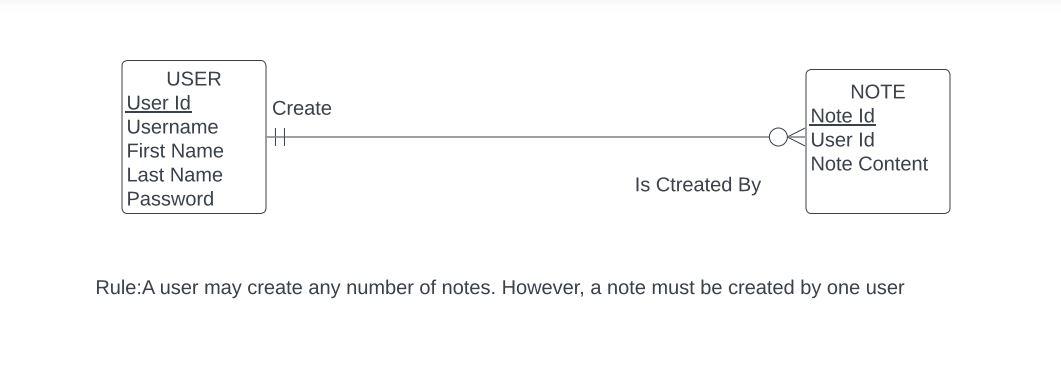 USER
User Id
Username
First Name
Last Name
Password
Create
Is Ctreated By
NOTE
Note Id
User Id
Note Content
Rule:A user may create any number of notes. However, a note must be created by one user